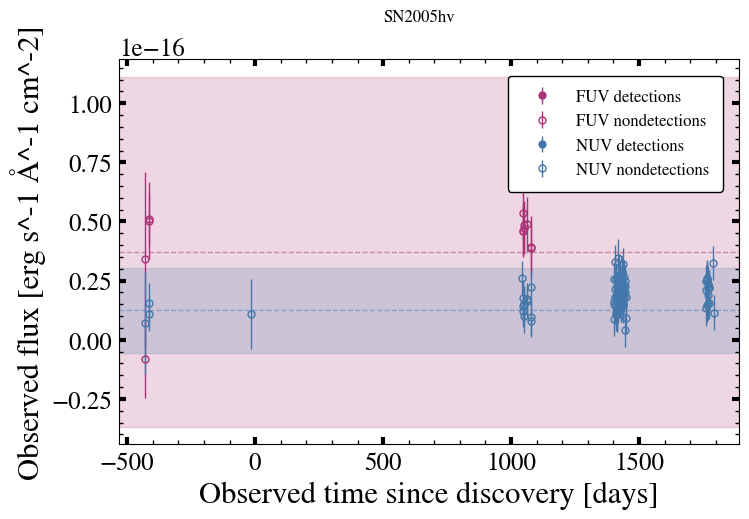 SN2005hv
1e−16
Observed flux [erg s^-1 Å^-1 cm^-2]
1.00
0.75
0.50
0.25
0.00
−0.25
FUV detections
FUV nondetections
NUV detections
NUV nondetections
−500
0
500
1000
1500
Observed time since discovery [days]